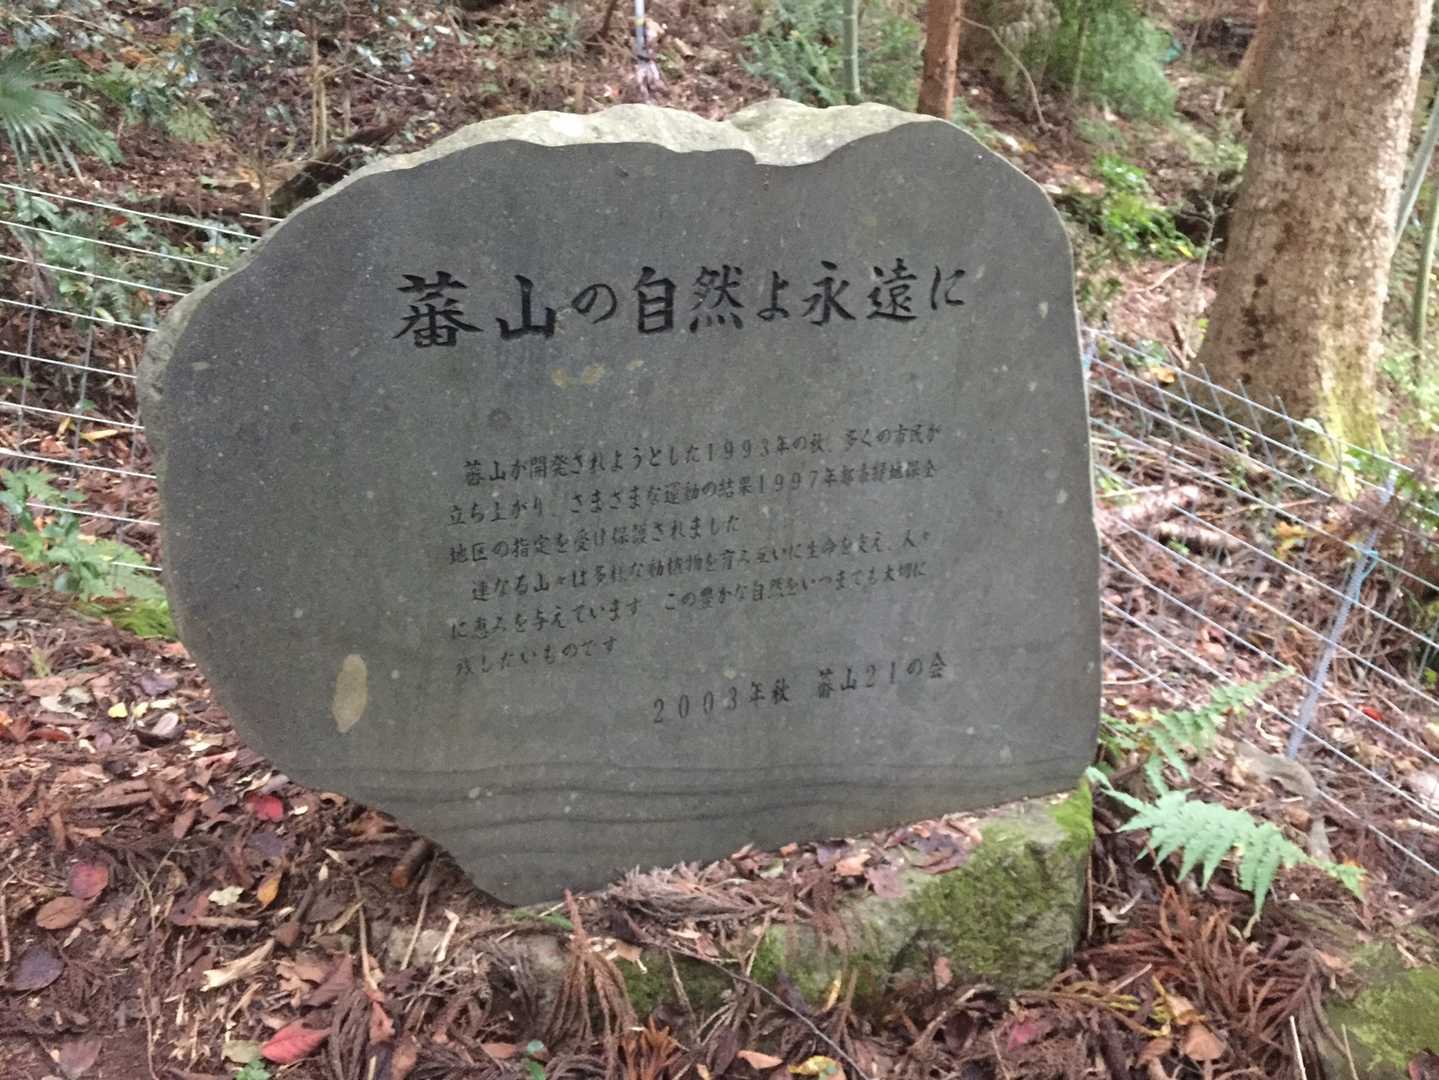 蕃山の自然よ永遠に
蕃山が開発されようとした1993年の秋、多くの市民が
立ち上がり、さまざまな運動の結果1997年都市緑地保全
地区の指定を受け保護されました
連なる山々は多様な動植物を育み互いに生命を支え、人々
に恵みを与えています この豊かな自然をいつまでも大切に
残したいものです
2003年秋 蕃山21の会